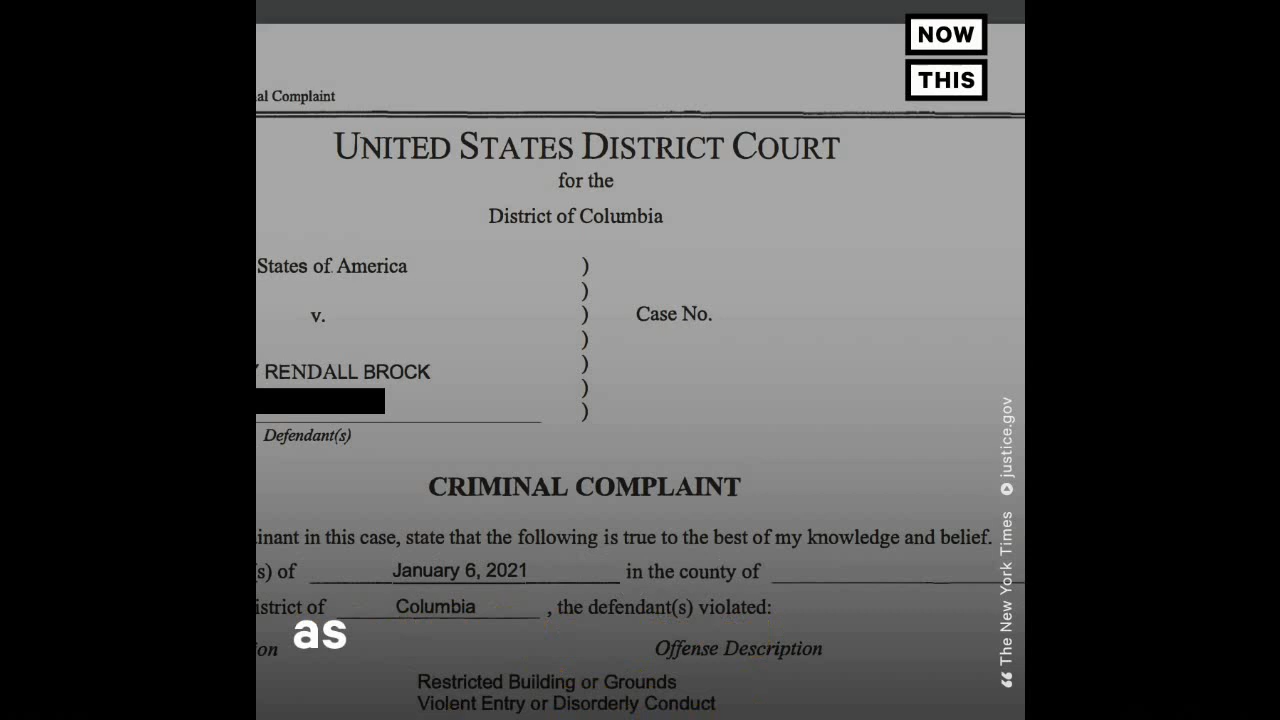 NOW
THIS
al Complaint
UNITED STATES DISTRICT COURT
for the
District of Columbia
States of America
)
)
v.
)
Case No.
)
RENDALL BROCK
)
)
)
Defendant(s)
CRIMINAL COMPLAINT
inant in this case, state that the following is true to the best of my knowledge and belief.
(s) of January 6, 2021 in the county of
istrict of Columbia , the defendant(s) violated:
as
on Offense Description
Restricted Building or Grounds
Violent Entry or Disorderly Conduct
The New York Times justice.gov